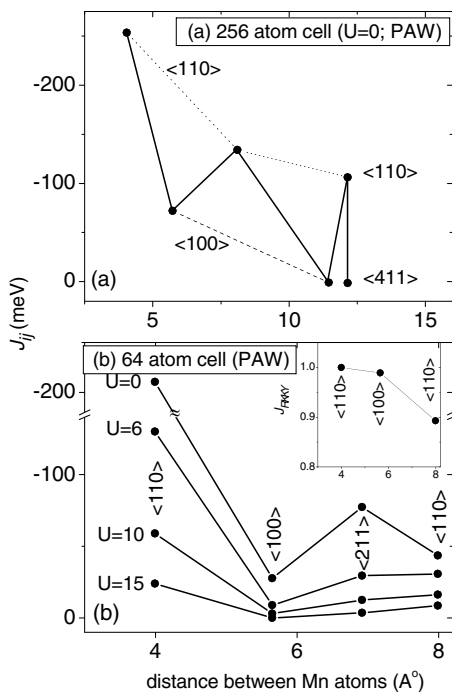 (a) 256 atom cell (U=0; PAW)
-200
<110>
-100
<110>
<100>
0
(a)
<411>
5
10
15
J_ij (meV)
(b) 64 atom cell (PAW)
-200
U=0
U=6
≈
<110>
-100
U=10
U=15
<100>
<211>
<110>
0
(b)
J_RKKY
1.0
0.9
0.8
<110>
<100>
<110>
4
6
8
4
5
6
7
8
distance between Mn atoms (A°)